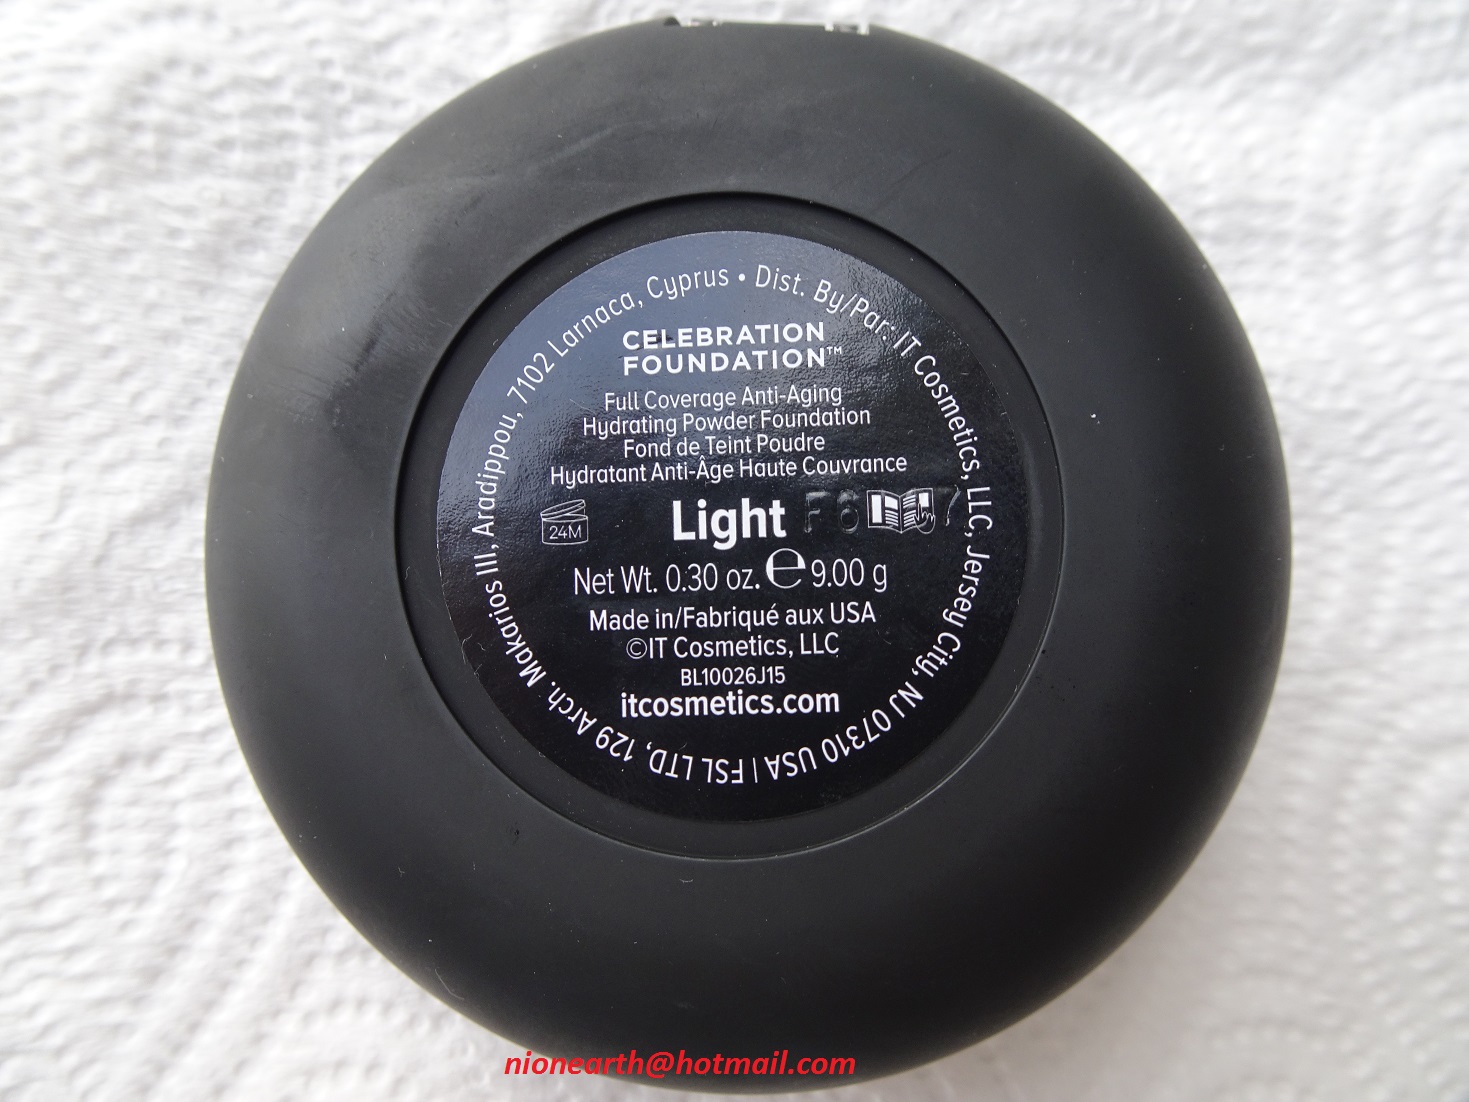 CELEBRATION
FOUNDATION™
Full Coverage Anti-Aging
Hydrating Powder Foundation
Fond de Teint Poudre
Hydratant Anti-Âge Haute Couvrance
24M
Light
Net Wt. 0.30 oz. ℮ 9.00 g
Made in/Fabriqué aux USA
©IT Cosmetics, LLC
BL10026J15
itcosmetics.com
Dist. By/Par: IT Cosmetics, LLC, Jersey City, NJ 07310 USA | FSL LTD, 129 Arch. Makarios III, Aradippou, 7102 Larnaca, Cyprus •
nionearth@hotmail.com